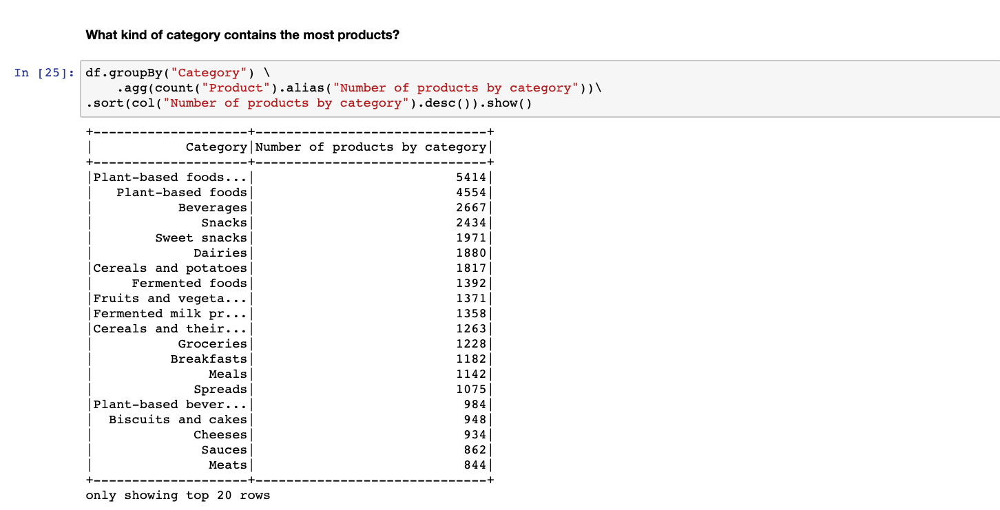 What kind of category contains the most products?
In [25]: df.groupBy("Category") \
.agg(count("Product").alias("Number of products by category"))\
.sort(col("Number of products by category").desc()).show()
+--------------------+------------------------------+
|            Category|Number of products by category|
+--------------------+------------------------------+
|Plant-based foods...|                          5414|
|   Plant-based foods|                          4554|
|           Beverages|                          2667|
|              Snacks|                          2434|
|        Sweet snacks|                          1971|
|             Dairies|                          1880|
|Cereals and potatoes|                          1817|
|     Fermented foods|                          1392|
|Fruits and vegeta...|                          1371|
|Fermented milk pr...|                          1358|
|Cereals and their...|                          1263|
|           Groceries|                          1228|
|          Breakfasts|                          1182|
|               Meals|                          1142|
|             Spreads|                          1075|
|Plant-based bever...|                           984|
|  Biscuits and cakes|                           948|
|             Cheeses|                           934|
|              Sauces|                           862|
|               Meats|                           844|
+--------------------+------------------------------+
only showing top 20 rows